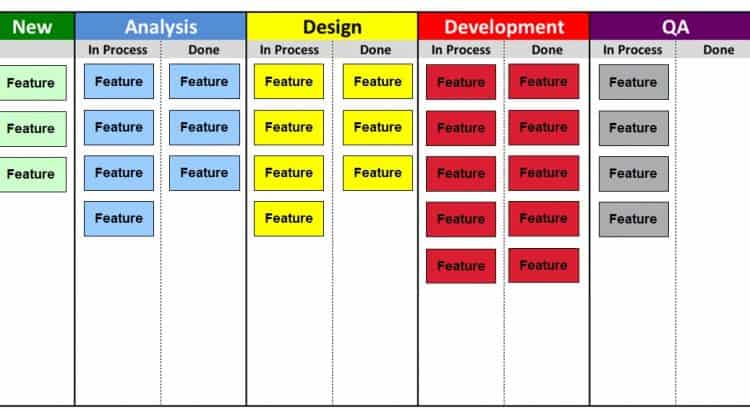 New Analysis Design Development QA
In Process Done In Process Done In Process Done In Process Done
Feature Feature Feature Feature Feature Feature Feature Feature
Feature Feature Feature Feature Feature Feature Feature Feature
Feature Feature Feature Feature Feature Feature Feature Feature
Feature Feature Feature Feature Feature
Feature Feature